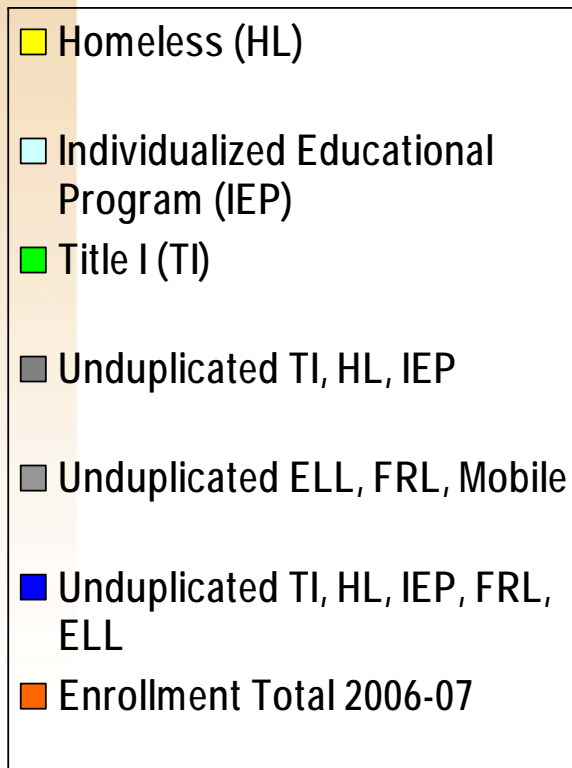 Homeless (HL)
Individualized Educational
Program (IEP)
Title I (TI)
Unduplicated TI, HL, IEP
Unduplicated ELL, FRL, Mobile
Unduplicated TI, HL, IEP, FRL,
ELL
Enrollment Total 2006-07